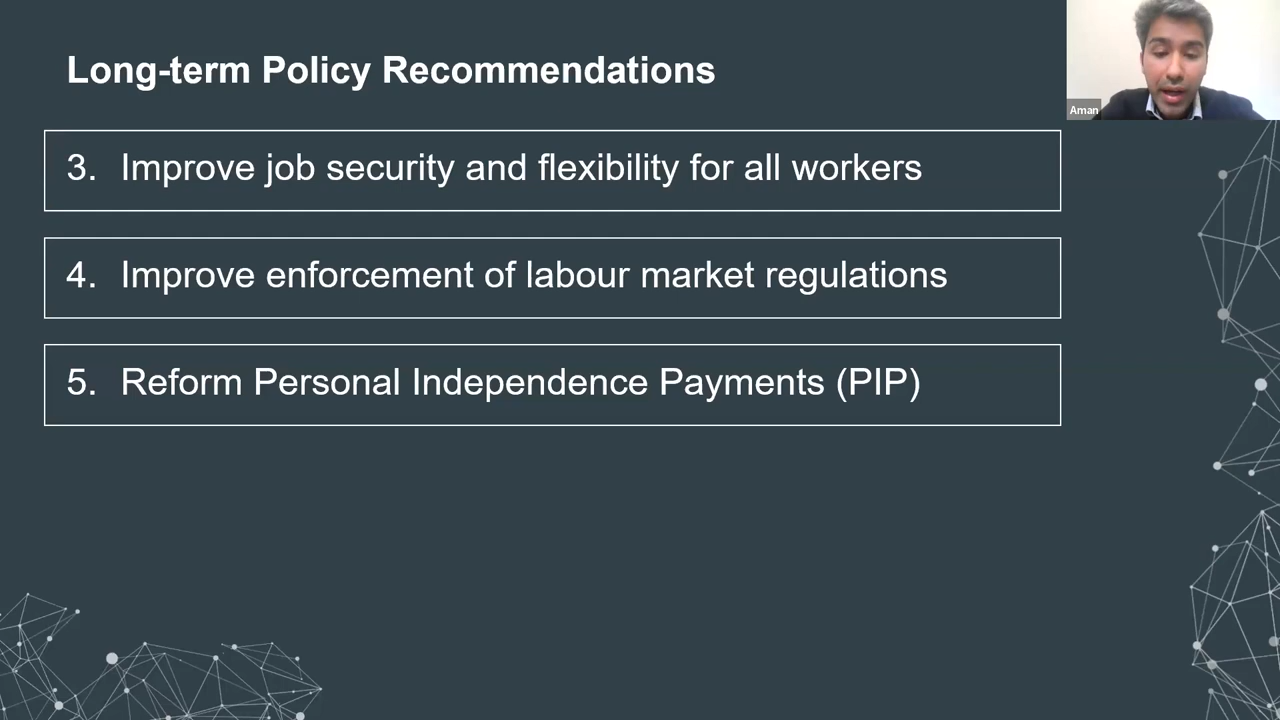 Long-term Policy Recommendations
Aman
3. Improve job security and flexibility for all workers
4. Improve enforcement of labour market regulations
5. Reform Personal Independence Payments (PIP)